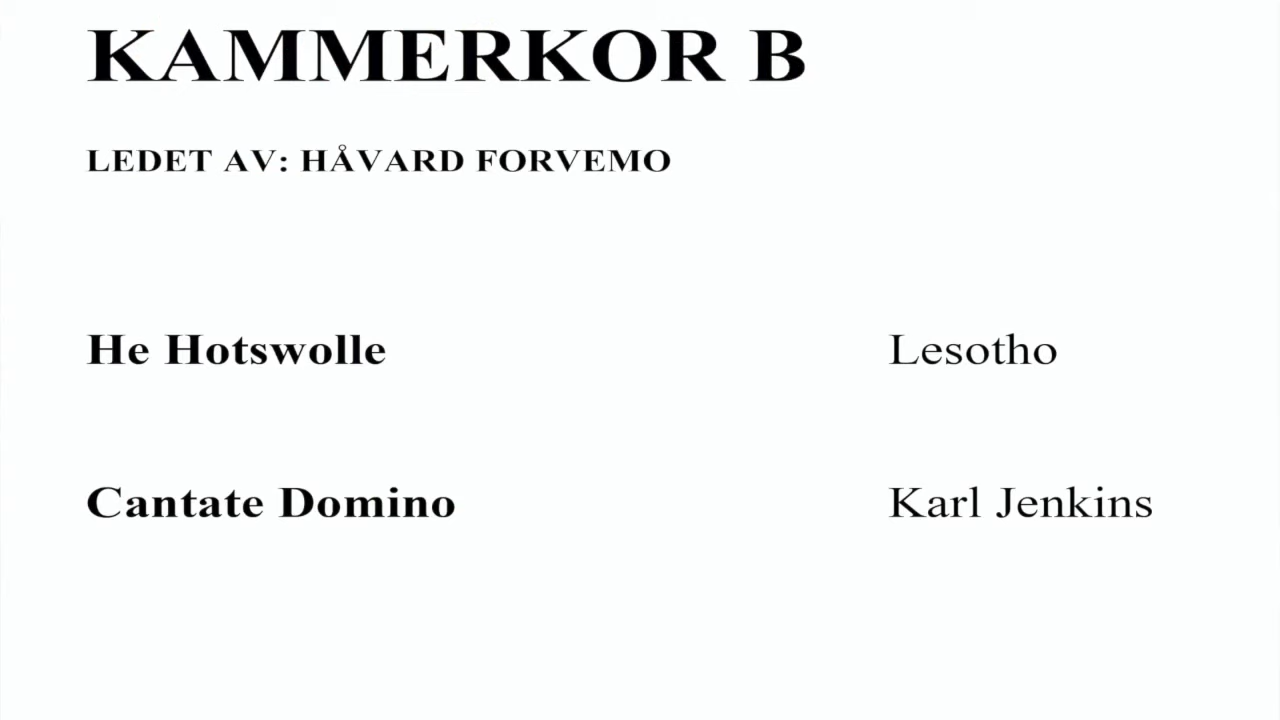 KAMMERKOR B
LEDET AV: HÅVARD FORVEMO
He Hotswolle Lesotho
Cantate Domino Karl Jenkins